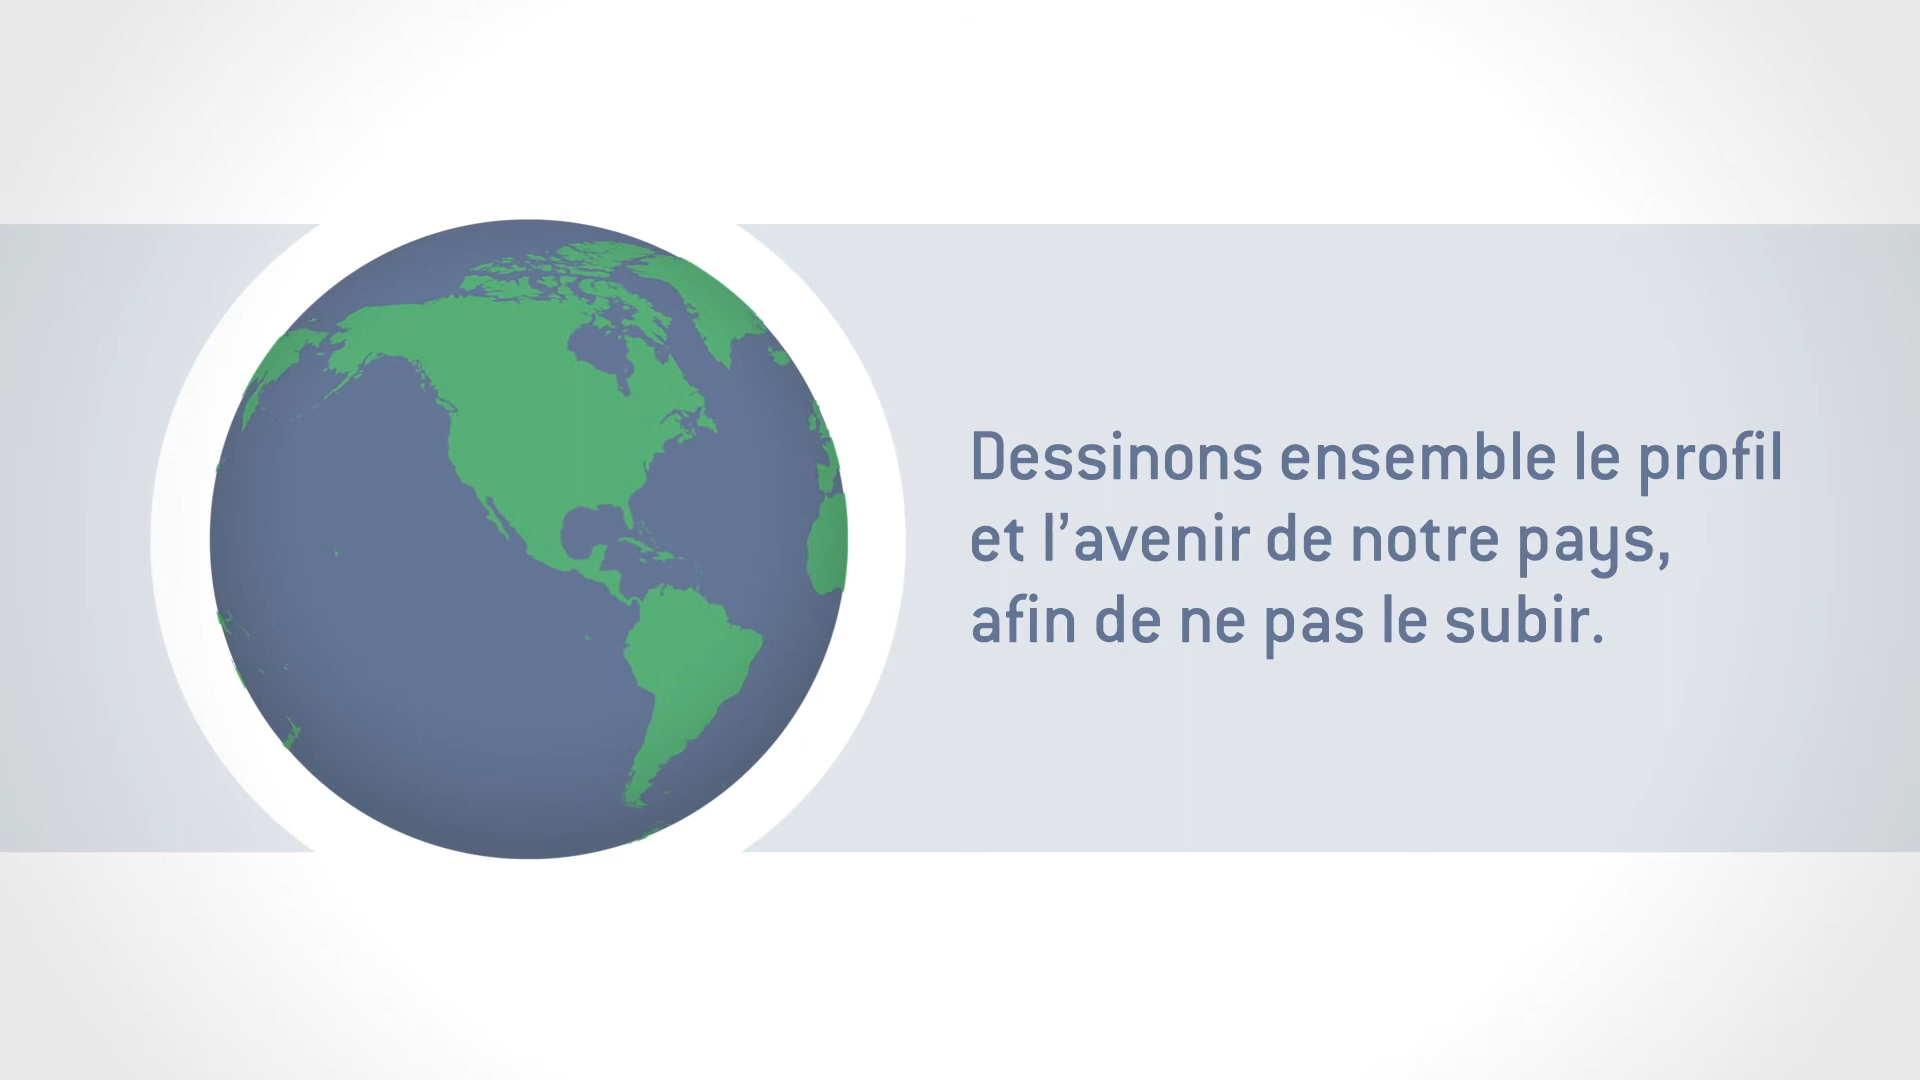 Dessinons ensemble le profil
et l’avenir de notre pays,
afin de ne pas le subir.